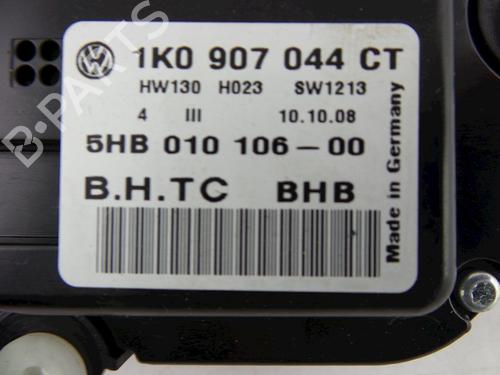 1K0 907 044 CT
HW130 H023 SW1213
4 III 10.10.08
5HB 010 106-00
B.H.TC BHB
Made in Germany
B-PARTS